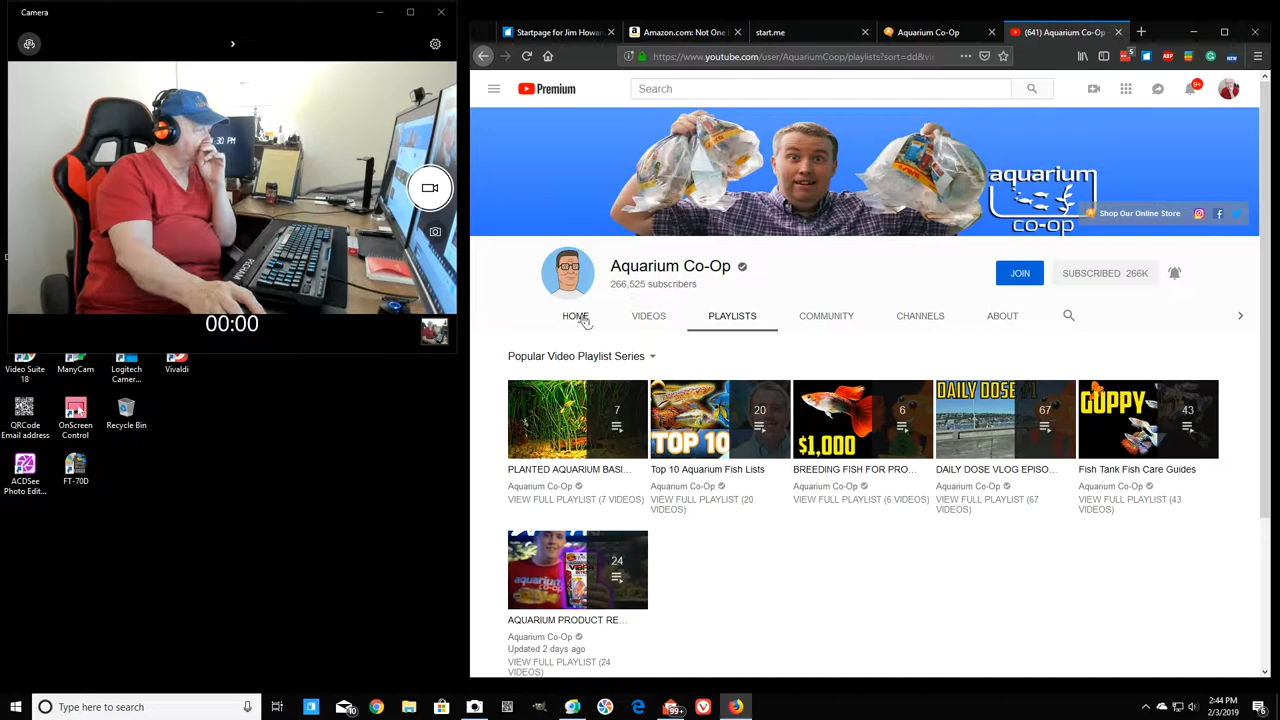 Camera
00:00
Video Suite 18
ManyCam
Logitech Camer...
Vivaldi
QRCode Email address
OnScreen Control
Recycle Bin
ACDSee Photo Edit...
FT-70D
Startpage for Jim Howar
Amazon.com: Not One
start.me
Aquarium Co-Op
(641) Aquarium Co-Op
https://www.youtube.com/user/AquariumCoop/playlists?sort=dd&vi
Premium
Search
9+
aquarium
co-op
Shop Our Online Store
Aquarium Co-Op
266,525 subscribers
JOIN
SUBSCRIBED 266K
HOME
VIDEOS
PLAYLISTS
COMMUNITY
CHANNELS
ABOUT
Popular Video Playlist Series
7
TOP 10
20
$1,000
6
DAILY DOSE #1
67
GUPPY
43
PLANTED AQUARIUM BASI...
Aquarium Co-Op
VIEW FULL PLAYLIST (7 VIDEOS)
Top 10 Aquarium Fish Lists
Aquarium Co-Op
VIEW FULL PLAYLIST (20 VIDEOS)
BREEDING FISH FOR PRO...
Aquarium Co-Op
VIEW FULL PLAYLIST (6 VIDEOS)
DAILY DOSE VLOG EPISO...
Aquarium Co-Op
VIEW FULL PLAYLIST (67 VIDEOS)
Fish Tank Fish Care Guides
Aquarium Co-Op
VIEW FULL PLAYLIST (43 VIDEOS)
24
AQUARIUM PRODUCT RE...
Aquarium Co-Op
Updated 2 days ago
VIEW FULL PLAYLIST (24 VIDEOS)
Type here to search
10
99+
2:44 PM
2/3/2019
6